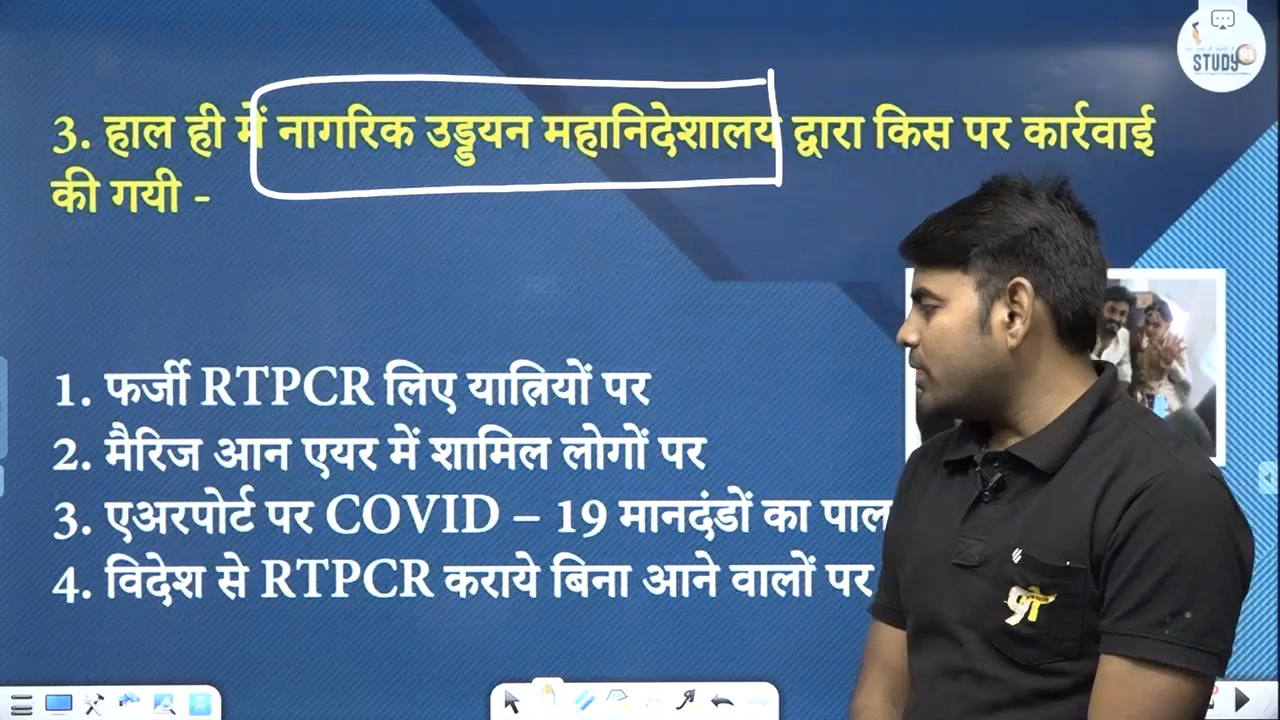 3. हाल ही में नागरिक उड्डयन महानिदेशालय द्वारा किस पर कार्रवाई
की गयी -
1. फर्जी RTPCR लिए यात्रियों पर
2. मैरिज आन एयर में शामिल लोगों पर
3. एअरपोर्ट पर COVID – 19 मानदंडों का पाल
4. विदेश से RTPCR कराये बिना आने वालों पर
STUDY 91